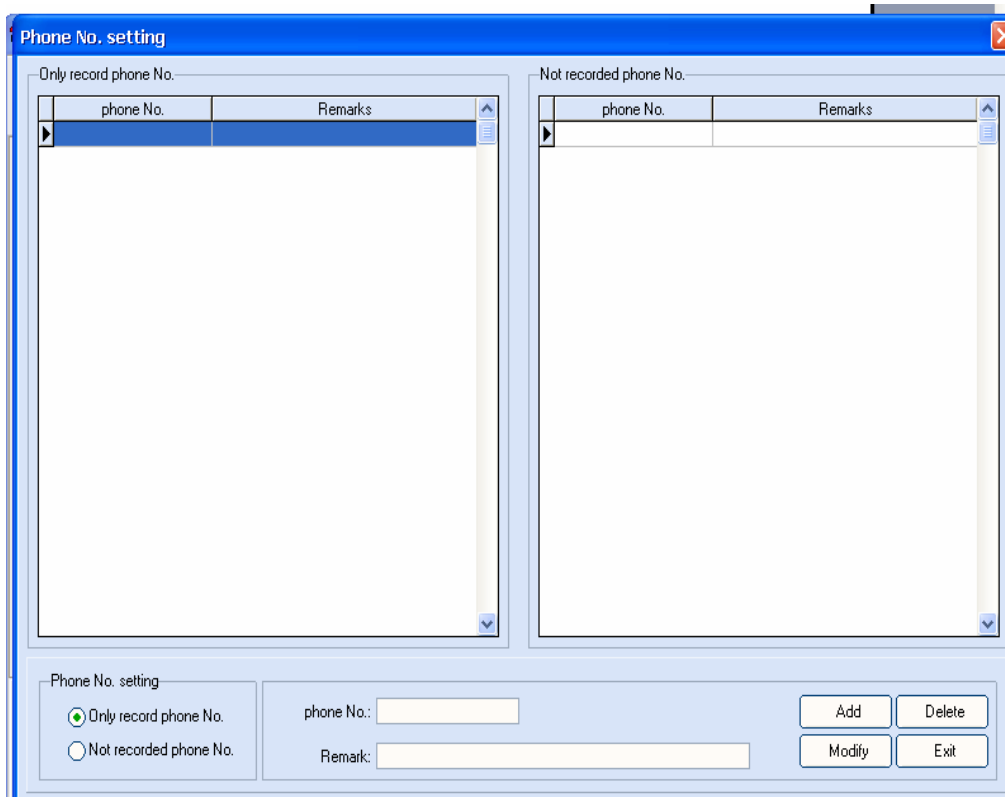 Phone No. setting
Only record phone No.
phone No. Remarks
Not recorded phone No.
phone No. Remarks
Phone No. setting
Only record phone No.
Not recorded phone No.
phone No.:
Remark:
Add Delete
Modify Exit